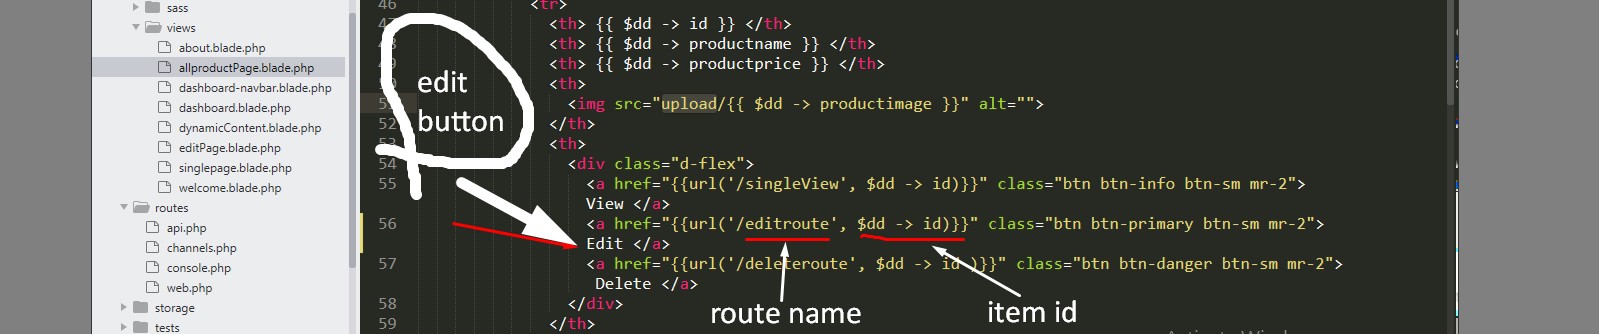 sass
views
about.blade.php
allproductPage.blade.php
dashboard-navbar.blade.php
dashboard.blade.php
dynamicContent.blade.php
editPage.blade.php
singlepage.blade.php
welcome.blade.php
routes
api.php
channels.php
console.php
web.php
storage
tests
46 <tr>
<th> {{ $dd -> id }} </th>
<th> {{ $dd -> productname }} </th>
<th> {{ $dd -> productprice }} </th>
<th>
<img src="upload/{{ $dd -> productimage }}" alt="">
52 </th>
53 <th>
54 <div class="d-flex">
55 <a href="{{url('/singleView', $dd -> id)}}" class="btn btn-info btn-sm mr-2">
View </a>
56 <a href="{{url('/editroute', $dd -> id)}}" class="btn btn-primary btn-sm mr-2">
Edit </a>
57 <a href="{{url('/deleteroute', $dd -> id )}}" class="btn btn-danger btn-sm mr-2">
Delete </a>
58 </div>
59 </th>
edit
button
route name
item id